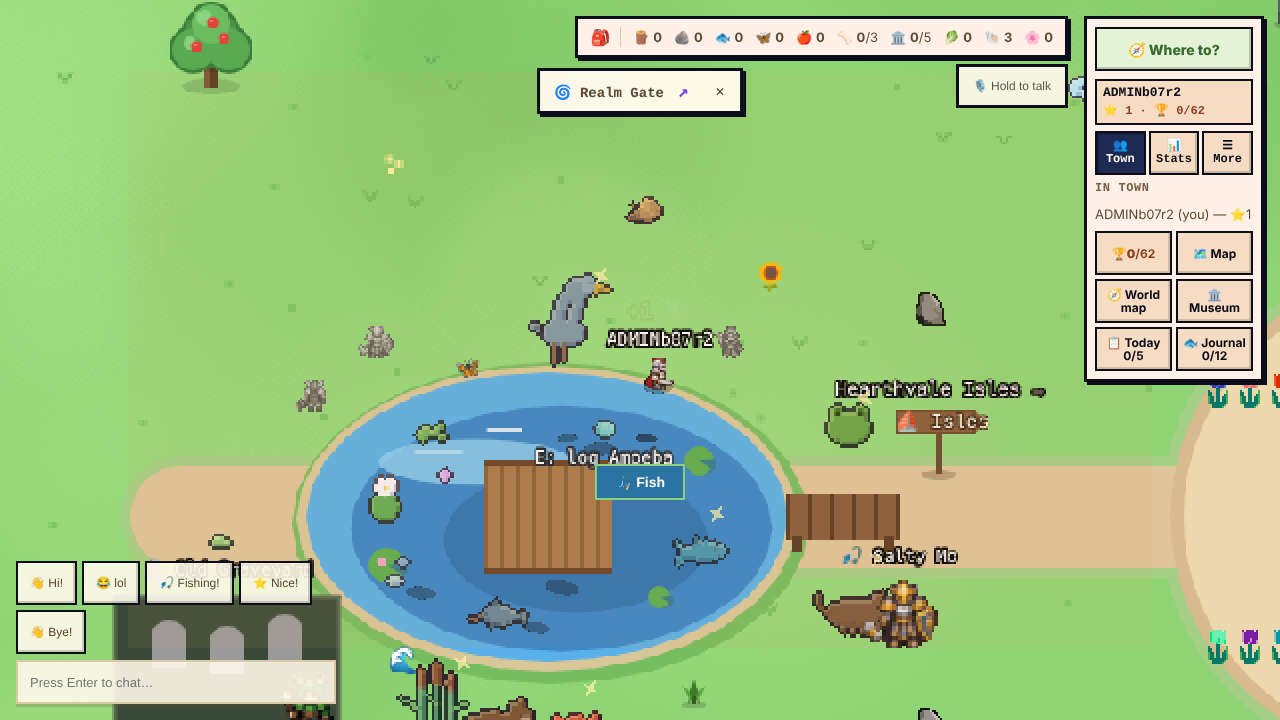 0 0 0 0 0 0/3 0/5 0 3 0
Where to?
Realm Gate ↗ ×
Hold to talk
ADMINb07r2
1 · 0/62
Town
Stats
More
IN TOWN
ADMINb07r2 (you) — 1
0/62
Map
World map
Museum
Today 0/5
Journal 0/12
+1
ADMINb07r2
Hearthvale Isles →
Isles
E: log Amoeba
Fish
Salty Mo
Old Graveyard
Hi!
lol
Fishing!
Nice!
Bye!
Press Enter to chat…